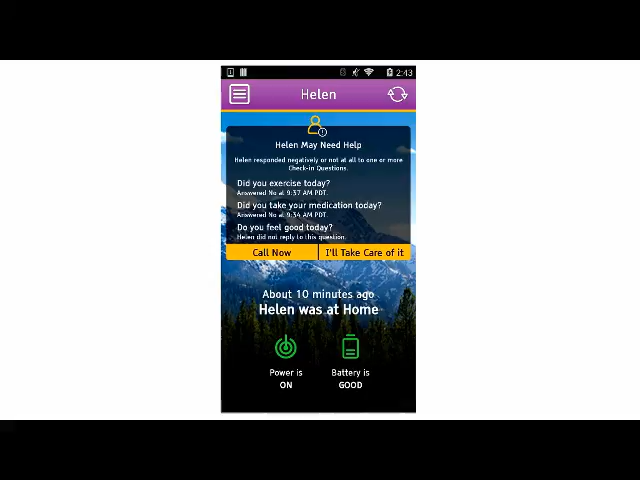 2:43
Helen
Helen May Need Help
Helen responded negatively or not at all to one or more
Check-in Questions.
Did you exercise today?
Answered No at 9:37 AM PDT.
Did you take your medication today?
Answered No at 9:34 AM PDT.
Do you feel good today?
Helen did not reply to this question.
Call Now I'll Take Care of it
About 10 minutes ago
Helen was at Home
Power is Battery is
ON GOOD